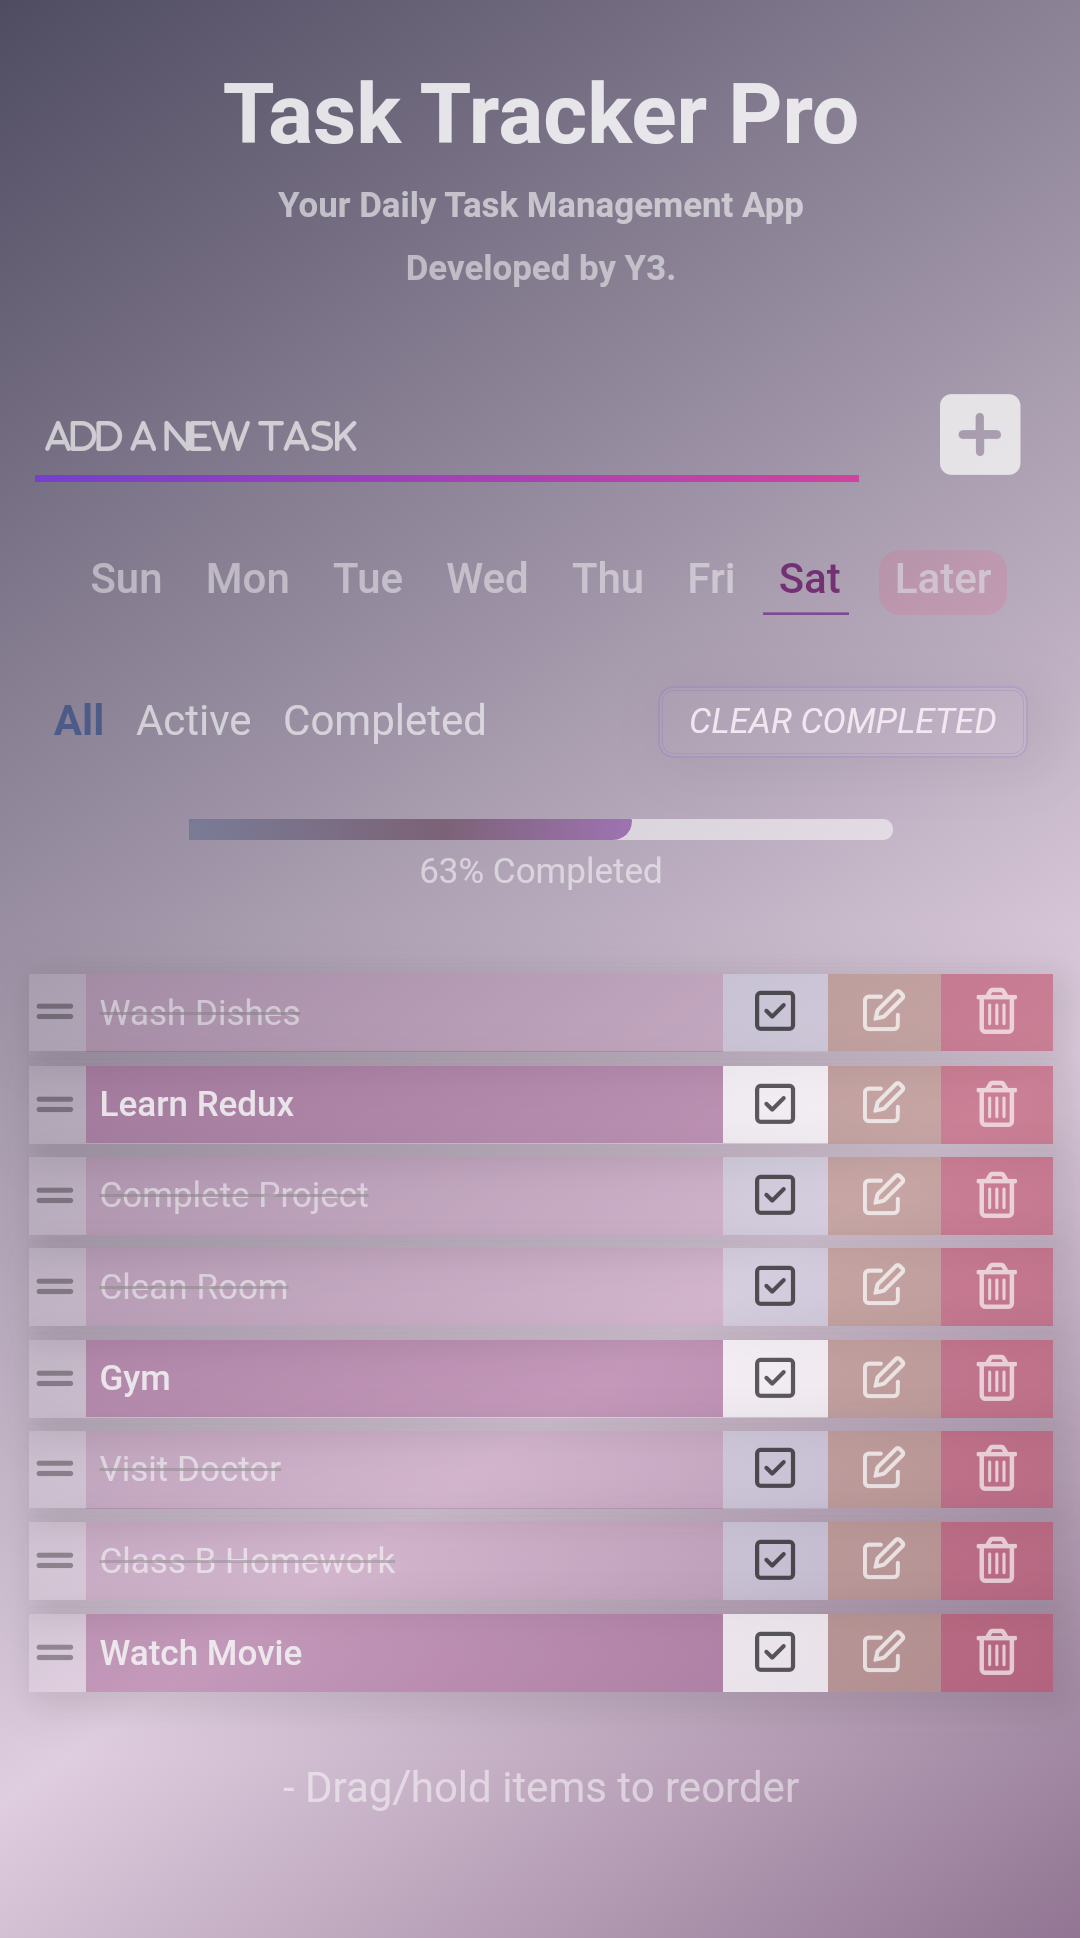 Task Tracker Pro
Your Daily Task Management App
Developed by Y3.
ADD A NEW TASK
Sun Mon Tue Wed Thu Fri Sat Later
All Active Completed CLEAR COMPLETED
63% Completed
Wash Dishes
Learn Redux
Complete Project
Clean Room
Gym
Visit Doctor
Class B Homework
Watch Movie
- Drag/hold items to reorder